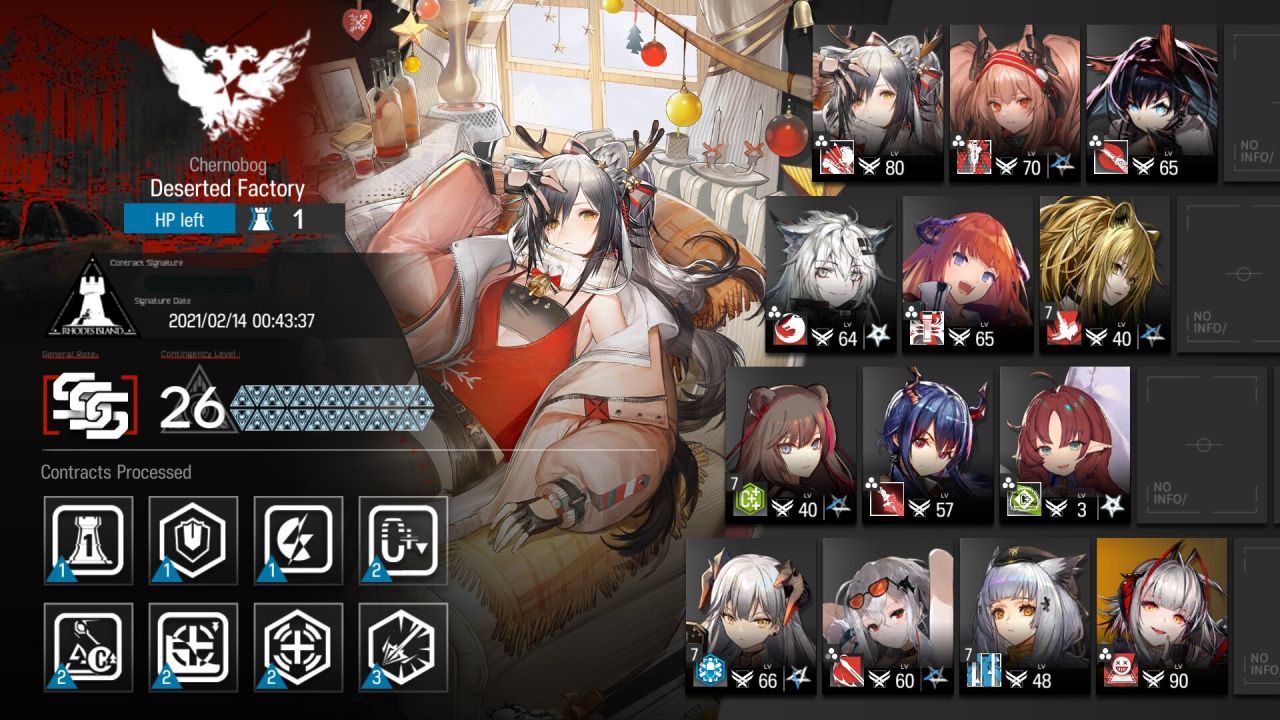 Chernobog
Deserted Factory
HP left 1
Contract Signature
Signature Date
2021/02/14 00:43:37
RHODES ISLAND
General Rate:
Contingency Level:
26
Contracts Processed
1
1
1
1
2
2
2
2
3
LV
80
LV
70
LV
65
NO
INFO/
LV
64
LV
65
7
LV
40
NO
INFO/
7
LV
40
LV
57
LV
3
NO
INFO/
7
LV
66
LV
60
7
LV
48
LV
90
NO
INFO